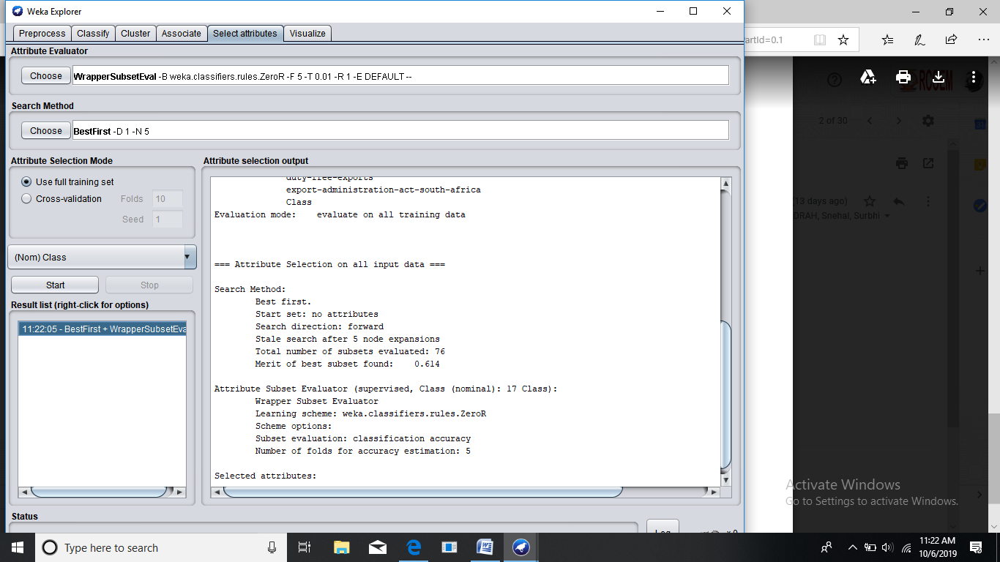 Weka Explorer
Preprocess Classify Cluster Associate Select attributes Visualize
Attribute Evaluator
Choose WrapperSubsetEval -B weka.classifiers.rules.ZeroR -F 5 -T 0.01 -R 1 -E DEFAULT --
Search Method
Choose BestFirst -D 1 -N 5
Attribute Selection Mode
Use full training set
Cross-validation Folds 10
Seed 1
(Nom) Class
Start Stop
Result list (right-click for options)
11:22:05 - BestFirst + WrapperSubsetEva
Attribute selection output
duty-free-exports
export-administration-act-south-africa
Class
Evaluation mode: evaluate on all training data
=== Attribute Selection on all input data ===
Search Method:
Best first.
Start set: no attributes
Search direction: forward
Stale search after 5 node expansions
Total number of subsets evaluated: 76
Merit of best subset found: 0.614
Attribute Subset Evaluator (supervised, Class (nominal): 17 Class):
Wrapper Subset Evaluator
Learning scheme: weka.classifiers.rules.ZeroR
Scheme options:
Subset evaluation: classification accuracy
Number of folds for accuracy estimation: 5
Selected attributes:
Status
Log
x 0
artId=0.1
2 of 30
13 days ago)
DRAH, Snehal, Surbhi
Activate Windows
Go to Settings to activate Windows.
Type here to search
11:22 AM
10/6/2019